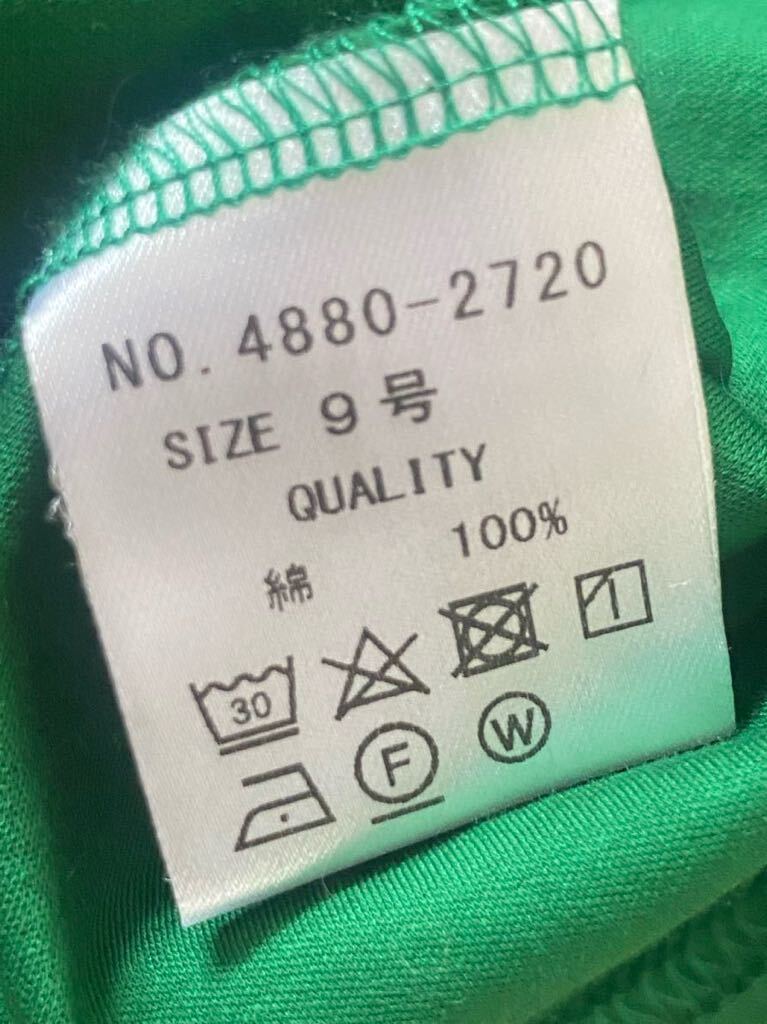 NO. 4880-2720
SIZE 9号
QUALITY
綿 100%
30
F W